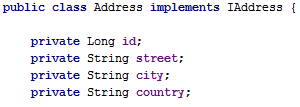 public class Address implements IAddress {
private Long id;
private String street;
private String city;
private String country;